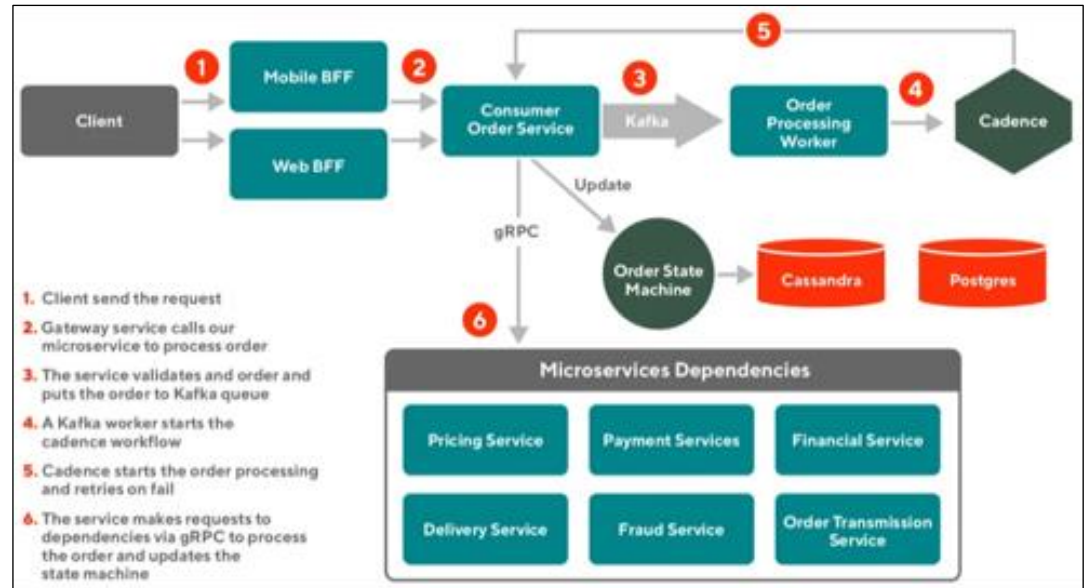 5
1
Mobile BFF
2
3
4
Client
Consumer
Order Service
Kafka
Order
Processing
Worker
Cadence
Web BFF
Update
gRPC
Order State
Machine
Cassandra
Postgres
1. Client send the request
2. Gateway service calls our
microservice to process order
3. The service validates and order and
puts the order to Kafka queue
4. A Kafka worker starts the
cadence workflow
5. Cadence starts the order processing
and retries on fail
6. The service makes requests to
dependencies via gRPC to process
the order and updates the
state machine
6
Microservices Dependencies
Pricing Service
Payment Services
Financial Service
Delivery Service
Fraud Service
Order Transmission
Service